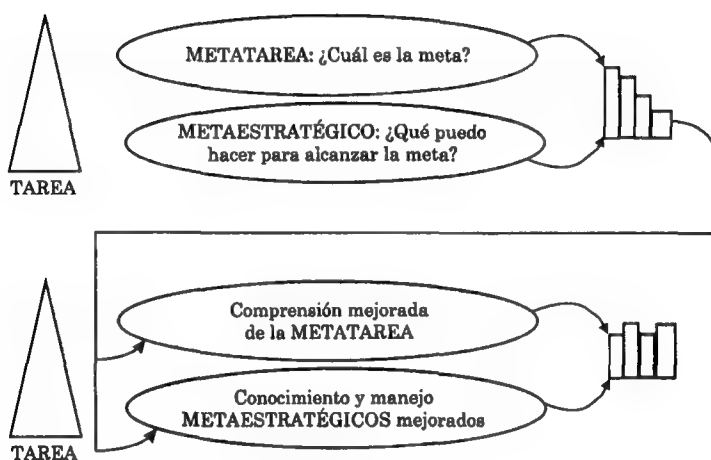 METATAREA: ¿Cuál es la meta?
METAESTRATÉGICO: ¿Qué puedo
hacer para alcanzar la meta?
TAREA
Comprensión mejorada
de la METATAREA
Conocimiento y manejo
METAESTRATÉGICOS mejorados
TAREA